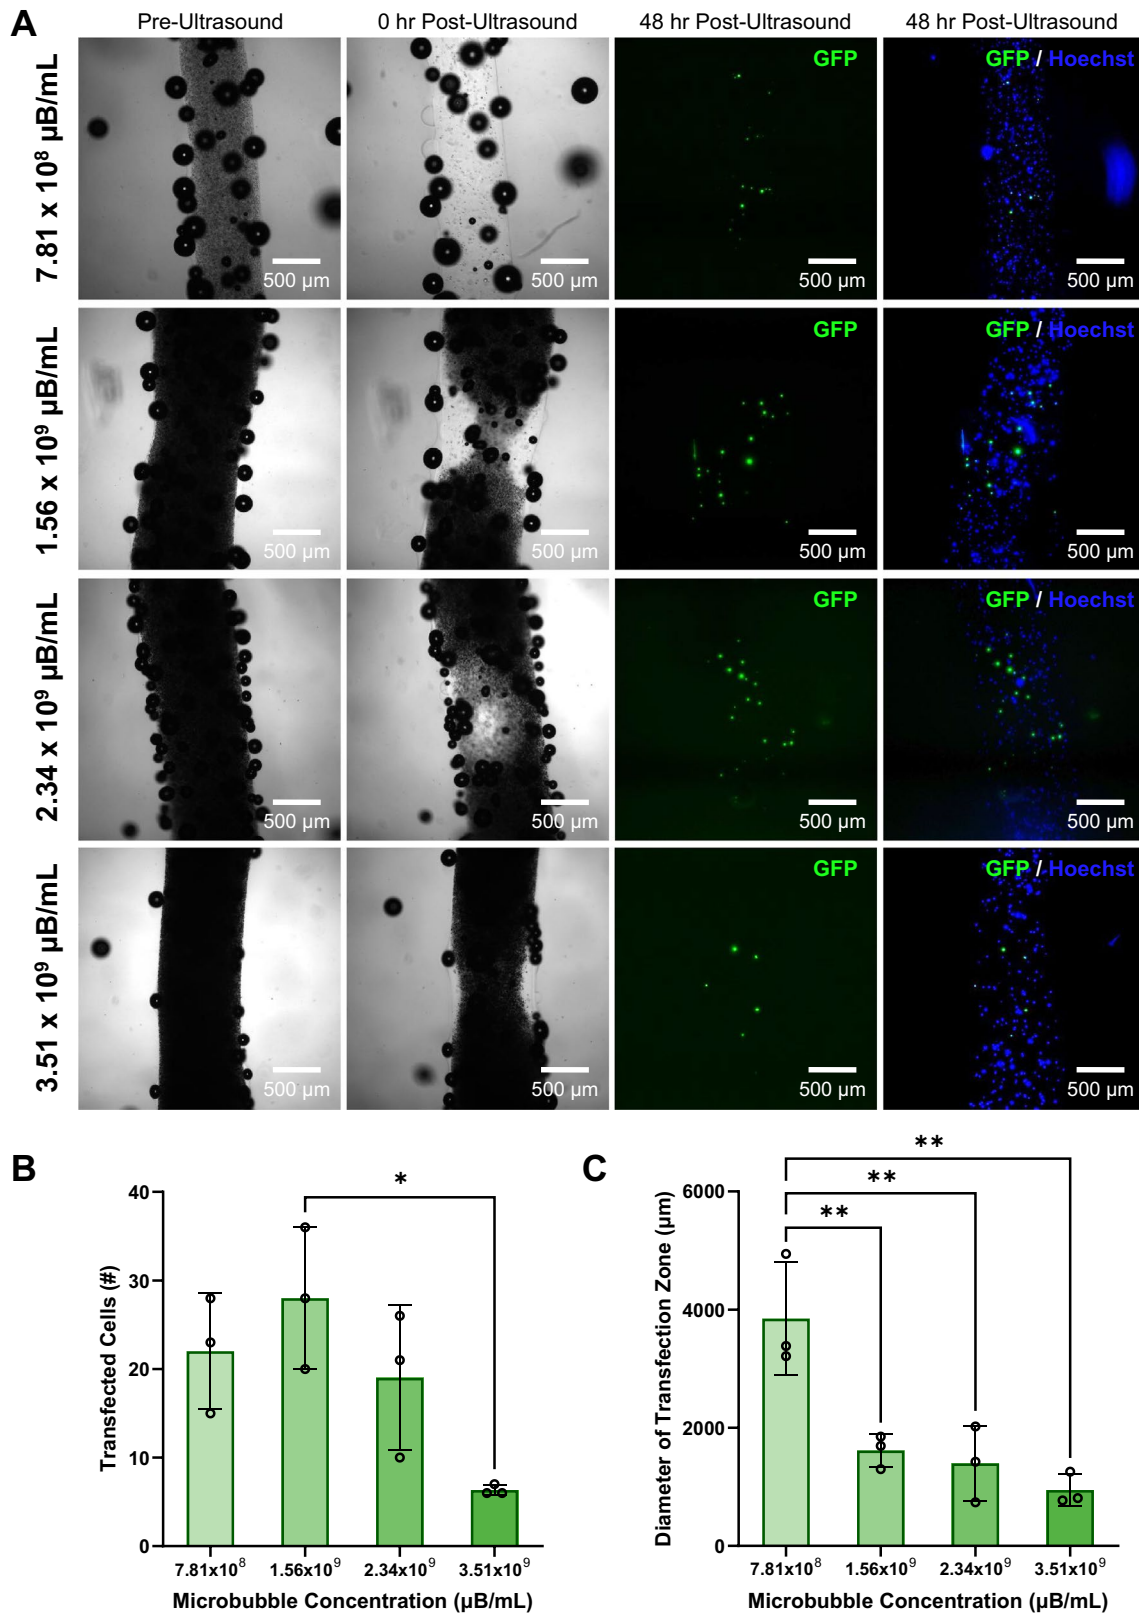 A
Pre-Ultrasound
0 hr Post-Ultrasound
48 hr Post-Ultrasound
48 hr Post-Ultrasound
7.81 x 10⁸ µB/mL
500 µm
500 µm
GFP
500 µm
GFP / Hoechst
500 µm
1.56 x 10⁹ µB/mL
500 µm
500 µm
GFP
500 µm
GFP / Hoechst
500 µm
2.34 x 10⁹ µB/mL
500 µm
500 µm
GFP
500 µm
GFP / Hoechst
500 µm
3.51 x 10⁹ µB/mL
500 µm
500 µm
GFP
500 µm
GFP / Hoechst
500 µm
B
Transfected Cells (#)
40
30
20
10
0
*
7.81x10⁸
1.56x10⁹
2.34x10⁹
3.51x10⁹
Microbubble Concentration (µB/mL)
C
Diameter of Transfection Zone (µm)
6000
4000
2000
0
**
**
**
7.81x10⁸
1.56x10⁹
2.34x10⁹
3.51x10⁹
Microbubble Concentration (µB/mL)